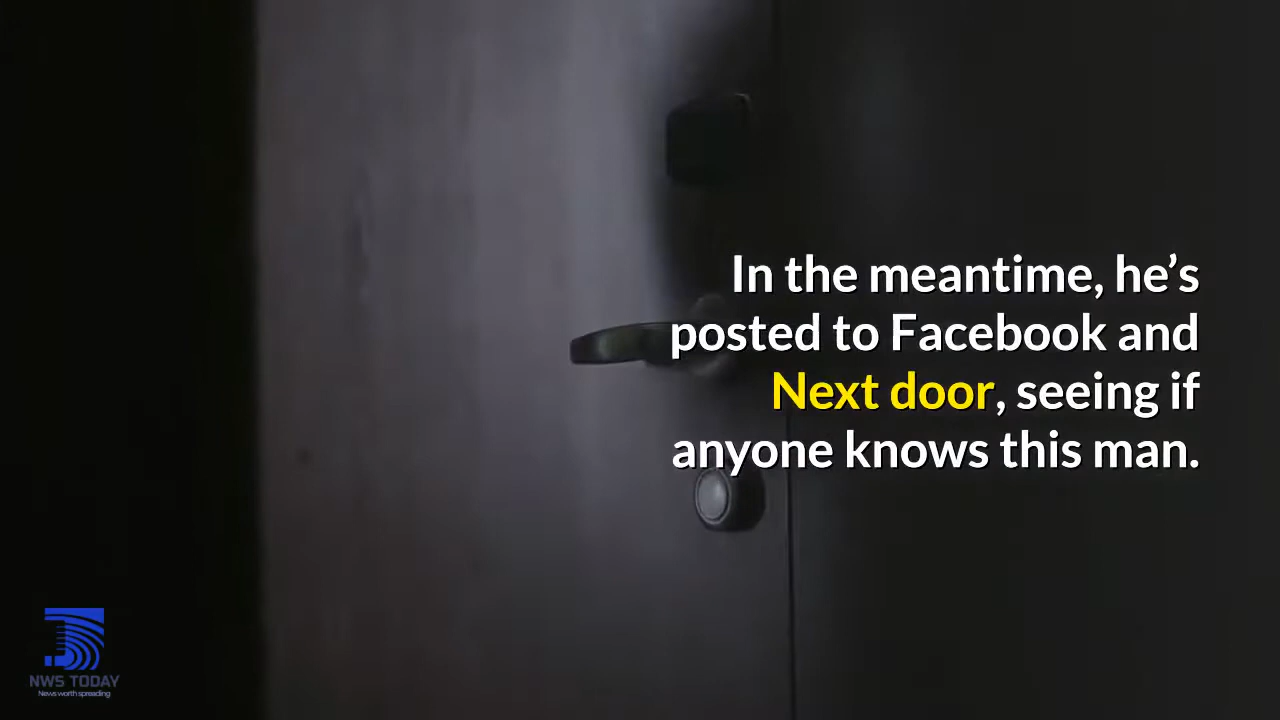 In the meantime, he’s
posted to Facebook and
Next door, seeing if
anyone knows this man.
NWS TODAY
News worth spreading